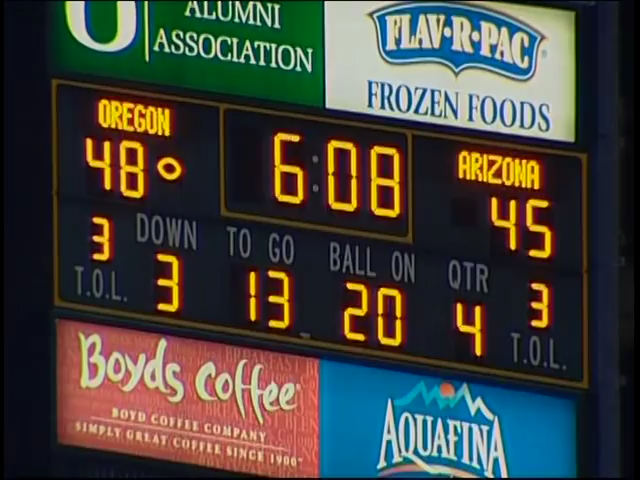 O ALUMNI
ASSOCIATION
FLAV·R·PAC®
FROZEN FOODS
OREGON 6:08 ARIZONA
48 45
3 DOWN TO GO BALL ON QTR 3
T.O.L. 3 13 20 4 T.O.L.
Boyds Coffee®
BOYD COFFEE COMPANY
SIMPLY GREAT COFFEE SINCE 1900™
AQUAFINA